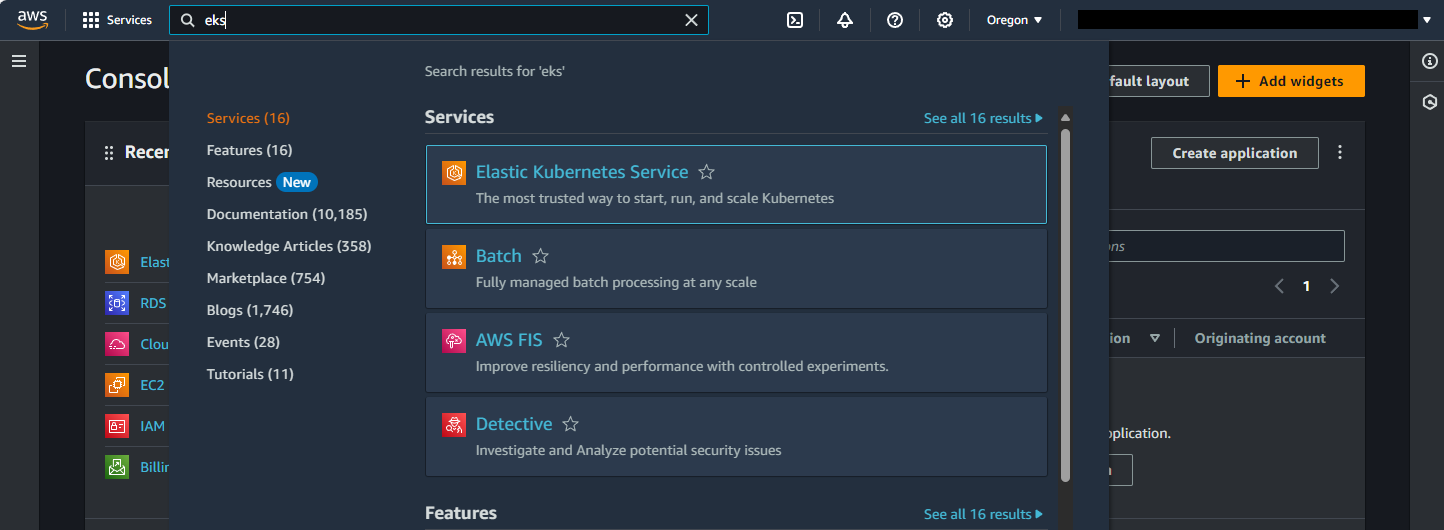 aws
Services
eks
Oregon
Search results for 'eks'
Services (16)
Features (16)
Resources New
Documentation (10,185)
Knowledge Articles (358)
Marketplace (754)
Blogs (1,746)
Events (28)
Tutorials (11)
Services
See all 16 results
Elastic Kubernetes Service
The most trusted way to start, run, and scale Kubernetes
Batch
Fully managed batch processing at any scale
AWS FIS
Improve resiliency and performance with controlled experiments.
Detective
Investigate and Analyze potential security issues
Features
See all 16 results
Consol
Recen
Elast
RDS
Clou
EC2
IAM
Billin
fault layout
Add widgets
Create application
ons
1
ion
Originating account
pplication.